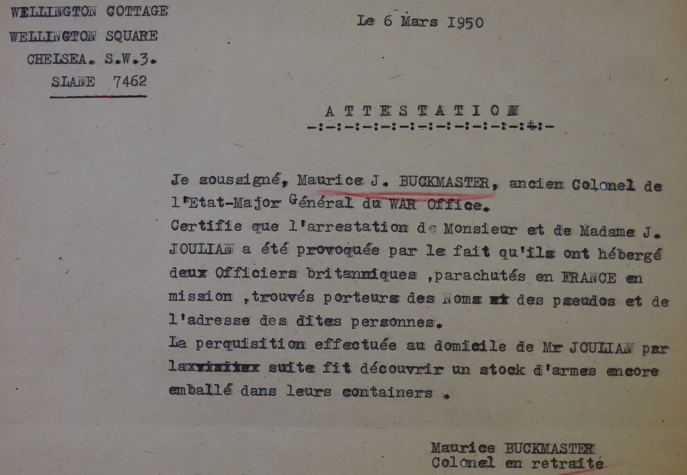 WELLINGTON COTTAGE
WELLINGTON SQUARE
CHELSEA. S.W.3.
SLANE 7462
Le 6 Mars 1950
ATTESTATION
-:-:-:-:-:-:-:-:-:-:-:-:-:-
Je soussigné, Maurice J. BUCKMASTER, ancien Colonel de
l'Etat-Major Général du WAR Office.
Certifie que l'arrestation de Monsieur et de Madame J.
JOULIAN a été provoquée par le fait qu'ils ont hébergé
deux Officiers britanniques ,parachutés en FRANCE en
mission ,trouvés porteurs des Noms des pseudos et de
l'adresse des dites personnes.
La perquisition effectuée au domicile de Mr JOULIAN par
la suite fit découvrir un stock d'armes encore
emballé dans leurs containers .
Maurice BUCKMASTER
Colonel en retraité